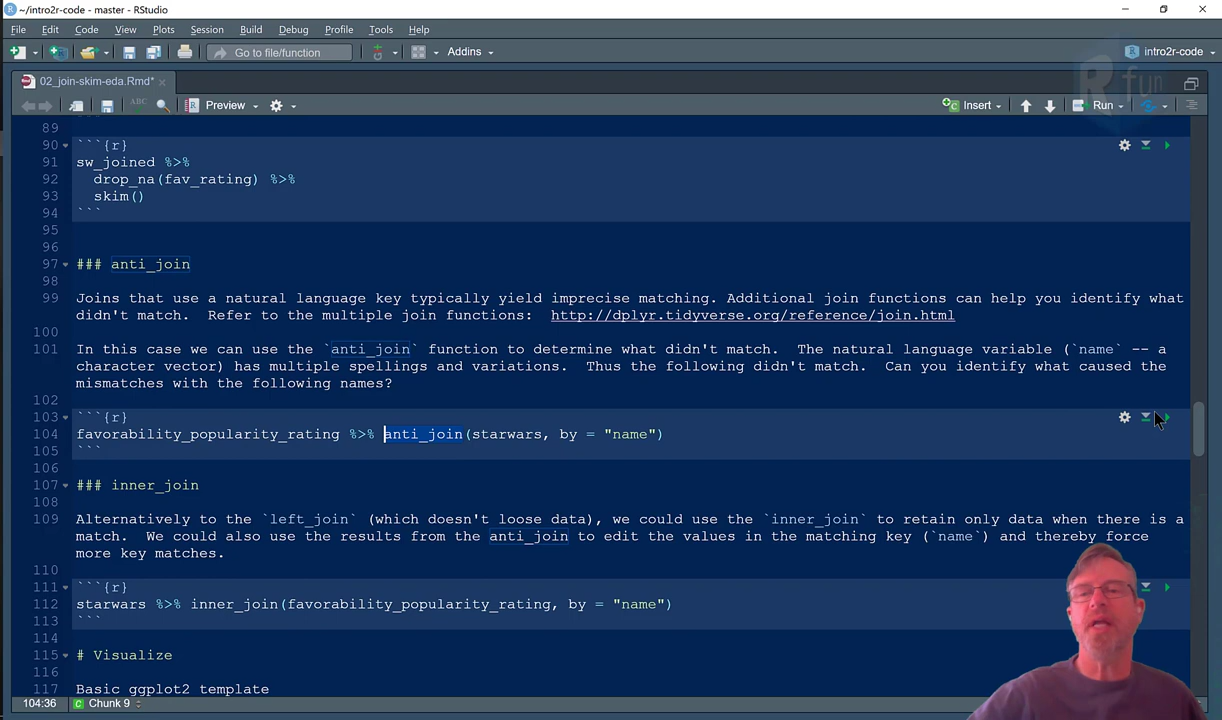 ~/intro2r-code - master - RStudio
File Edit Code View Plots Session Build Debug Profile Tools Help
Go to file/function Addins intro2r-code
R fun
02_join-skim-eda.Rmd*
ABC Preview Insert Run
89
90 ```{r}
91 sw_joined %>%
92 drop_na(fav_rating) %>%
93 skim()
94 ```
95
96
97 ### anti_join
98
99 Joins that use a natural language key typically yield imprecise matching. Additional join functions can help you identify what
didn't match. Refer to the multiple join functions: http://dplyr.tidyverse.org/reference/join.html
100
101 In this case we can use the `anti_join` function to determine what didn't match. The natural language variable (`name` -- a
character vector) has multiple spellings and variations. Thus the following didn't match. Can you identify what caused the
mismatches with the following names?
102
103 ```{r}
104 favorability_popularity_rating %>% anti_join(starwars, by = "name")
105 ```
106
107 ### inner_join
108
109 Alternatively to the `left_join` (which doesn't loose data), we could use the `inner_join` to retain only data when there is a
match. We could also use the results from the anti_join to edit the values in the matching key (`name`) and thereby force
more key matches.
110
111 ```{r}
112 starwars %>% inner_join(favorability_popularity_rating, by = "name")
113 ```
114
115 # Visualize
116
117 Basic ggplot2 template
104:36 Chunk 9